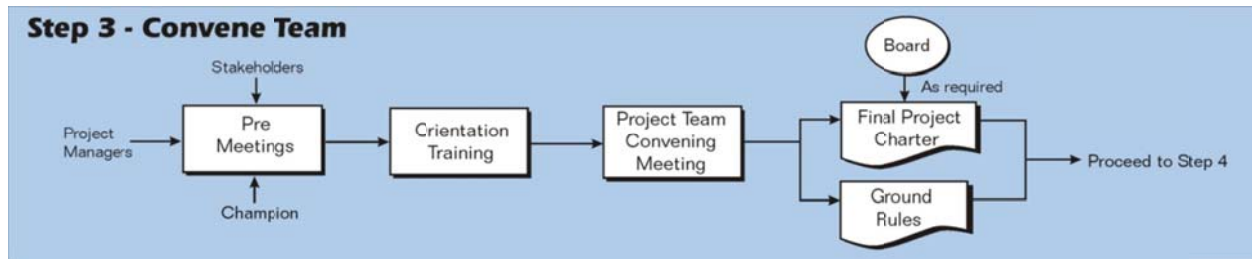 Step 3 - Convene Team
Stakeholders
Project
Managers
Pre
Meetings
Champion
Orientation
Training
Project Team
Convening
Meeting
Board
As required
Final Project
Charter
Ground
Rules
Proceed to Step 4